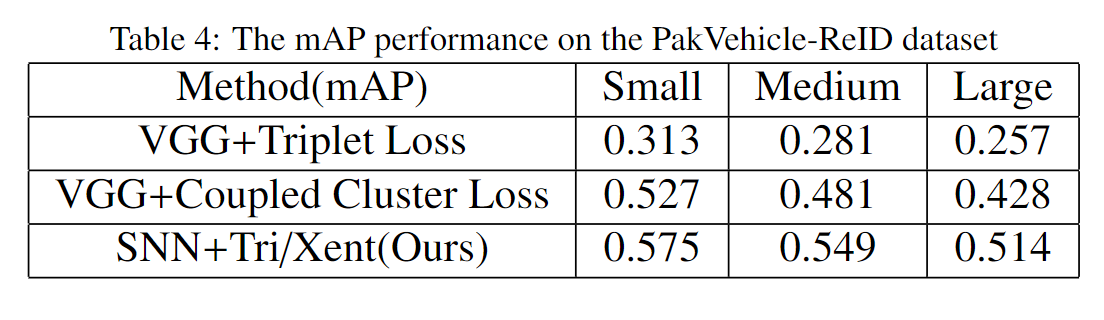 Table 4: The mAP performance on the PakVehicle-ReID dataset
Method(mAP) Small Medium Large
VGG+Triplet Loss 0.313 0.281 0.257
VGG+Coupled Cluster Loss 0.527 0.481 0.428
SNN+Tri/Xent(Ours) 0.575 0.549 0.514